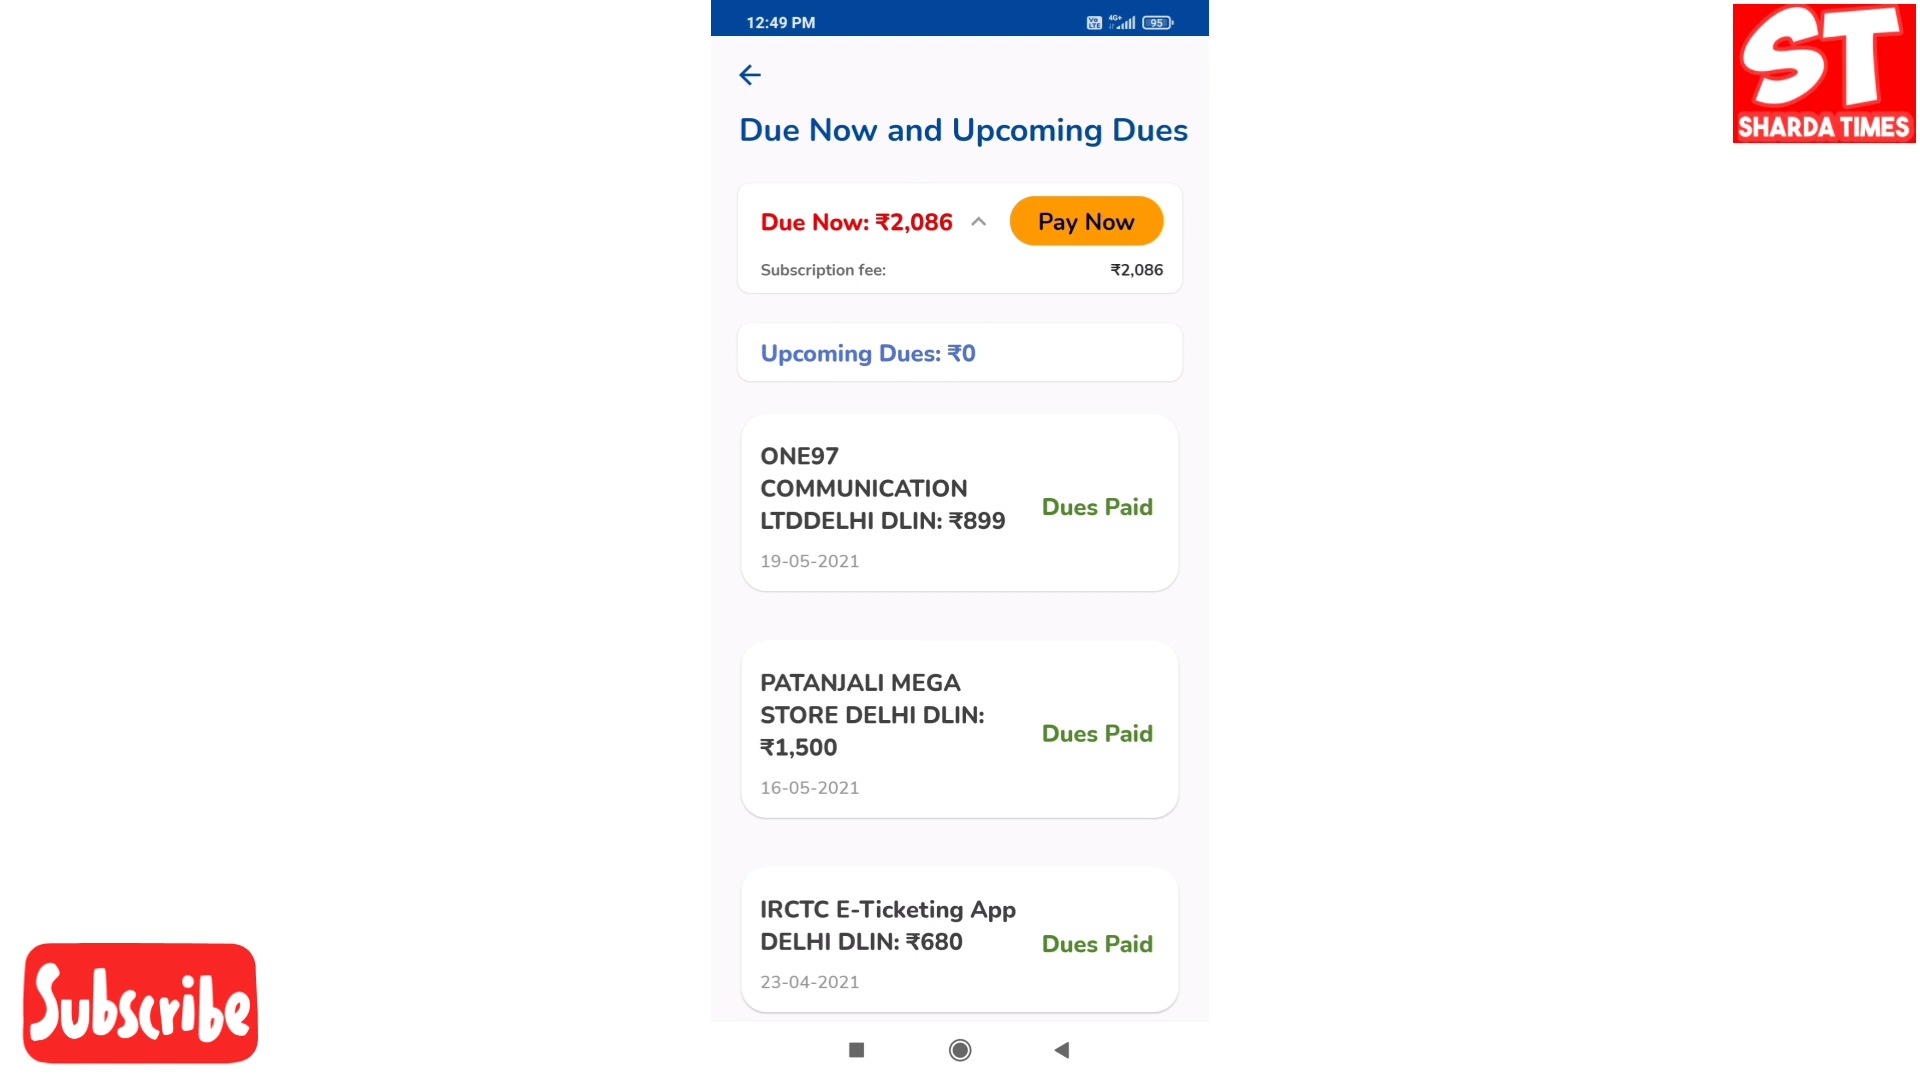 12:49 PM
Vo LTE 4G+ 95
ST
SHARDA TIMES
Due Now and Upcoming Dues
Due Now: ₹2,086
Pay Now
Subscription fee: ₹2,086
Upcoming Dues: ₹0
ONE97
COMMUNICATION
LTDDELHI DLIN: ₹899
Dues Paid
19-05-2021
PATANJALI MEGA
STORE DELHI DLIN:
₹1,500
Dues Paid
16-05-2021
IRCTC E-Ticketing App
DELHI DLIN: ₹680
Dues Paid
23-04-2021
Subscribe